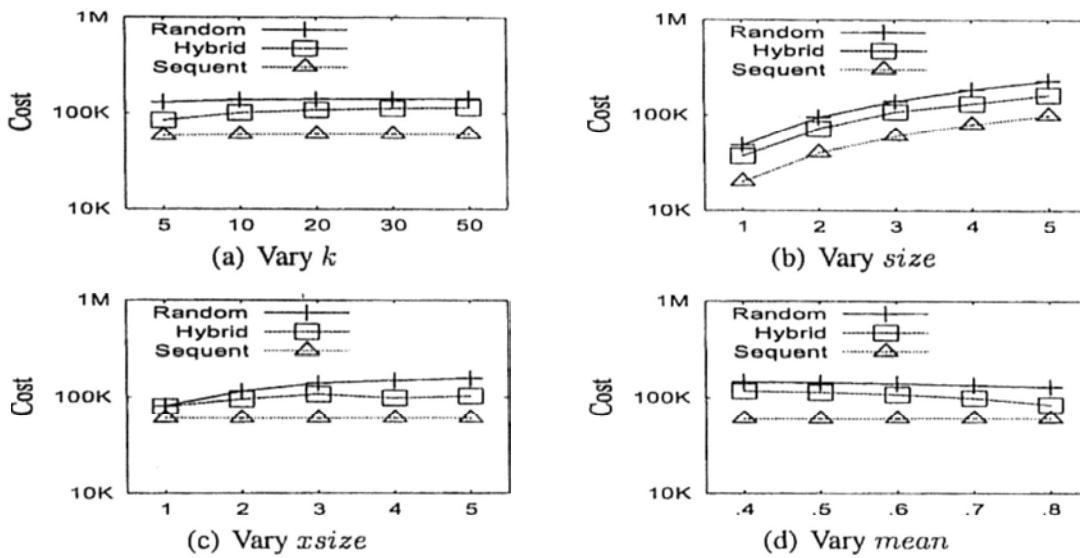 1M
Random
Hybrid
Sequent
100K
10K
Cost
5 10 20 30 50
(a) Vary k
1M
Random
Hybrid
Sequent
100K
10K
Cost
1 2 3 4 5
(b) Vary size
1M
Random
Hybrid
Sequent
100K
10K
Cost
1 2 3 4 5
(c) Vary xsize
1M
Random
Hybrid
Sequent
100K
10K
Cost
.4 .5 .6 .7 .8
(d) Vary mean